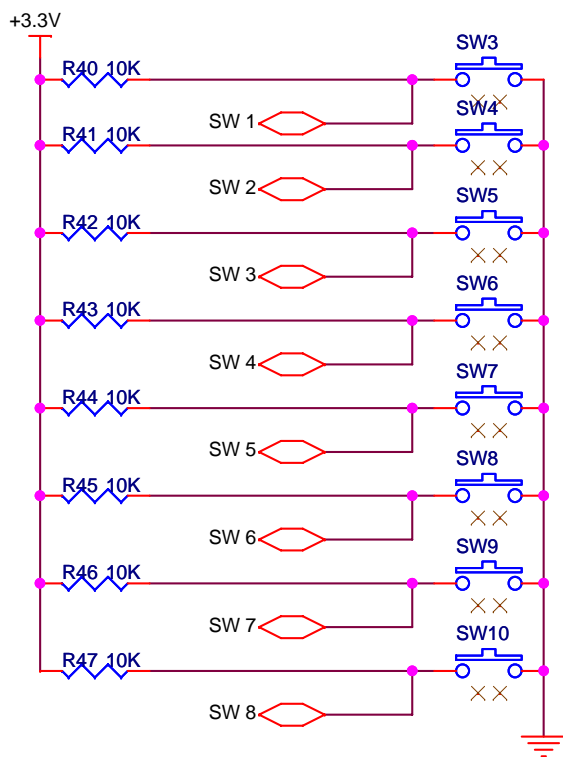 +3.3V
R40 10K
SW3
SW 1
R41 10K
SW4
SW 2
R42 10K
SW5
SW 3
R43 10K
SW6
SW 4
R44 10K
SW7
SW 5
R45 10K
SW8
SW 6
R46 10K
SW9
SW 7
R47 10K
SW10
SW 8